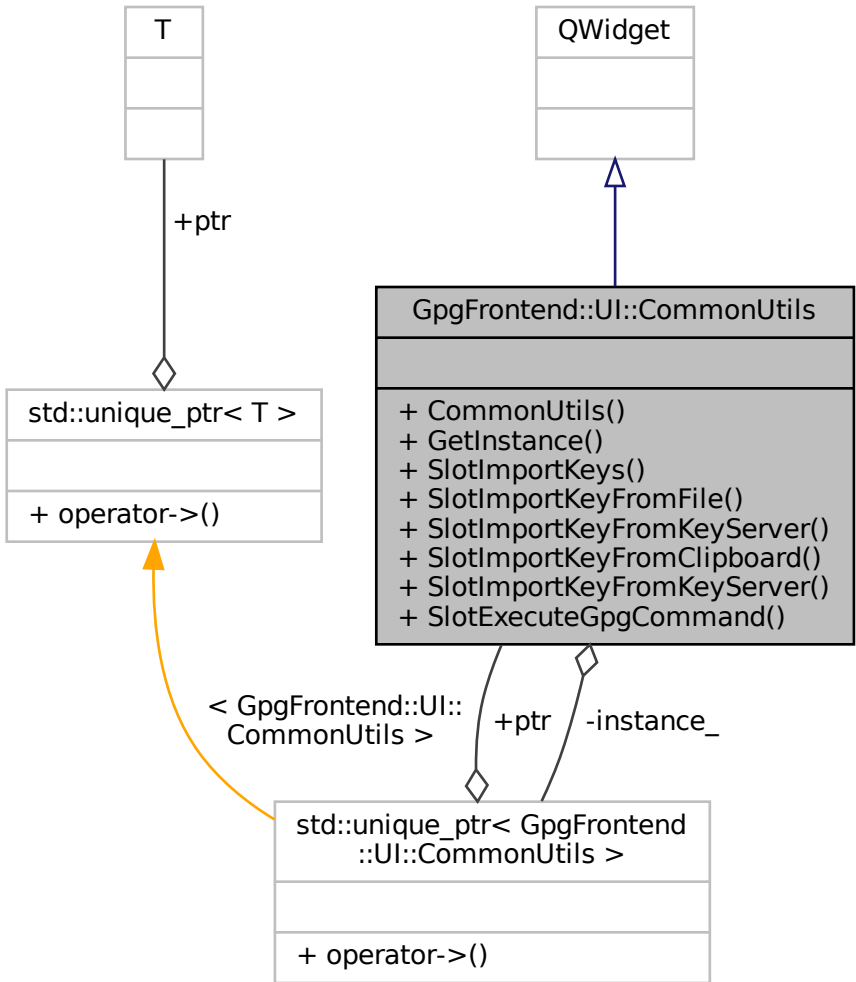 T
QWidget
+ptr
GpgFrontend::UI::CommonUtils
+ CommonUtils()
+ GetInstance()
+ SlotImportKeys()
+ SlotImportKeyFromFile()
+ SlotImportKeyFromKeyServer()
+ SlotImportKeyFromClipboard()
+ SlotImportKeyFromKeyServer()
+ SlotExecuteGpgCommand()
std::unique_ptr< T >
+ operator->()
< GpgFrontend::UI::
CommonUtils >
+ptr
-instance_
std::unique_ptr< GpgFrontend
::UI::CommonUtils >
+ operator->()